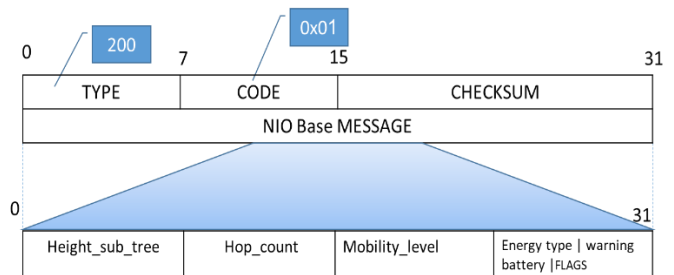 200
0x01
0
7
15
31
TYPE
CODE
CHECKSUM
NIO Base MESSAGE
0
31
Height_sub_tree
Hop_count
Mobility_level
Energy type | warning
battery |FLAGS